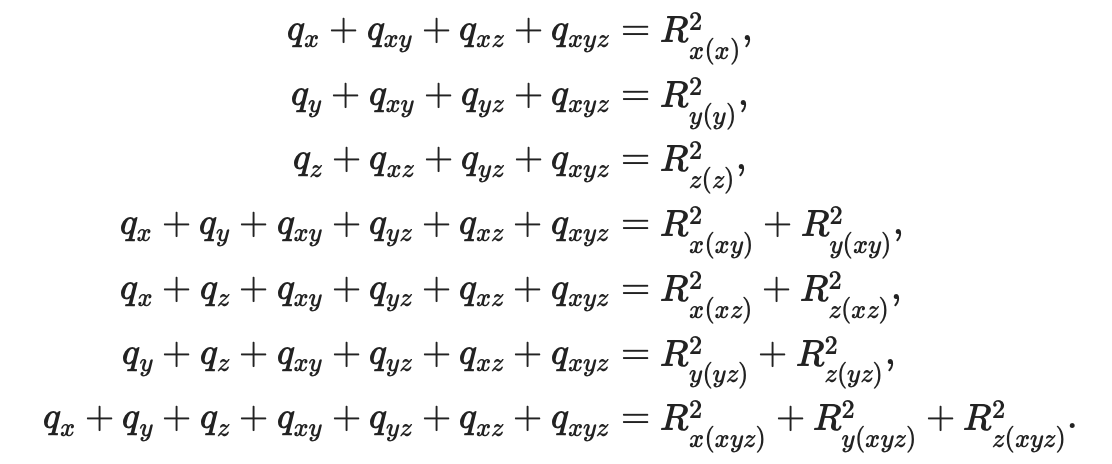 q_x + q_{xy} + q_{xz} + q_{xyz} = R^2_{x(x)},
q_y + q_{xy} + q_{yz} + q_{xyz} = R^2_{y(y)},
q_z + q_{xz} + q_{yz} + q_{xyz} = R^2_{z(z)},
q_x + q_y + q_{xy} + q_{yz} + q_{xz} + q_{xyz} = R^2_{x(xy)} + R^2_{y(xy)},
q_x + q_z + q_{xy} + q_{yz} + q_{xz} + q_{xyz} = R^2_{x(xz)} + R^2_{z(xz)},
q_y + q_z + q_{xy} + q_{yz} + q_{xz} + q_{xyz} = R^2_{y(yz)} + R^2_{z(yz)},
q_x + q_y + q_z + q_{xy} + q_{yz} + q_{xz} + q_{xyz} = R^2_{x(xyz)} + R^2_{y(xyz)} + R^2_{z(xyz)}.